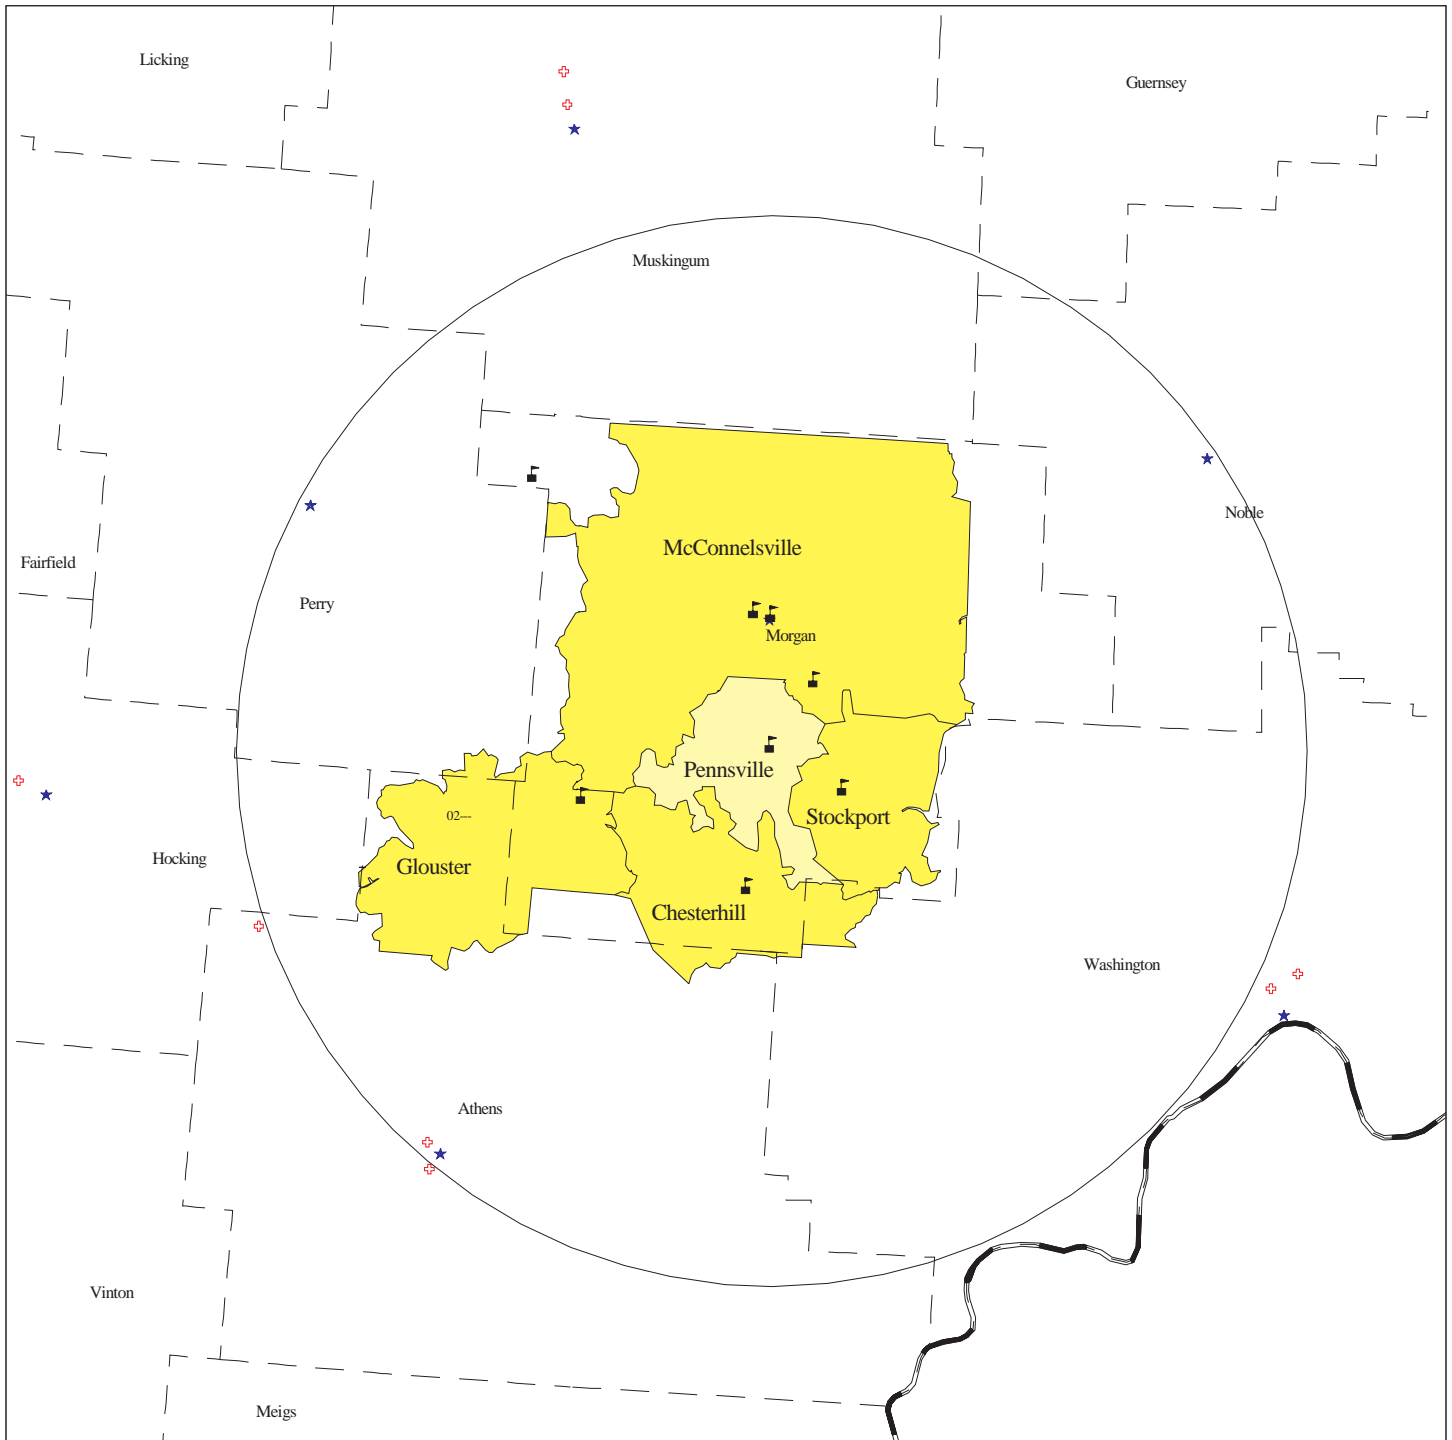 Licking
Guernsey
Muskingum
Noble
McConnelsville
Fairfield
Perry
Morgan
Pennsville
Stockport
02---
Hocking
Glouster
Chesterhill
Washington
Athens
Vinton
Meigs